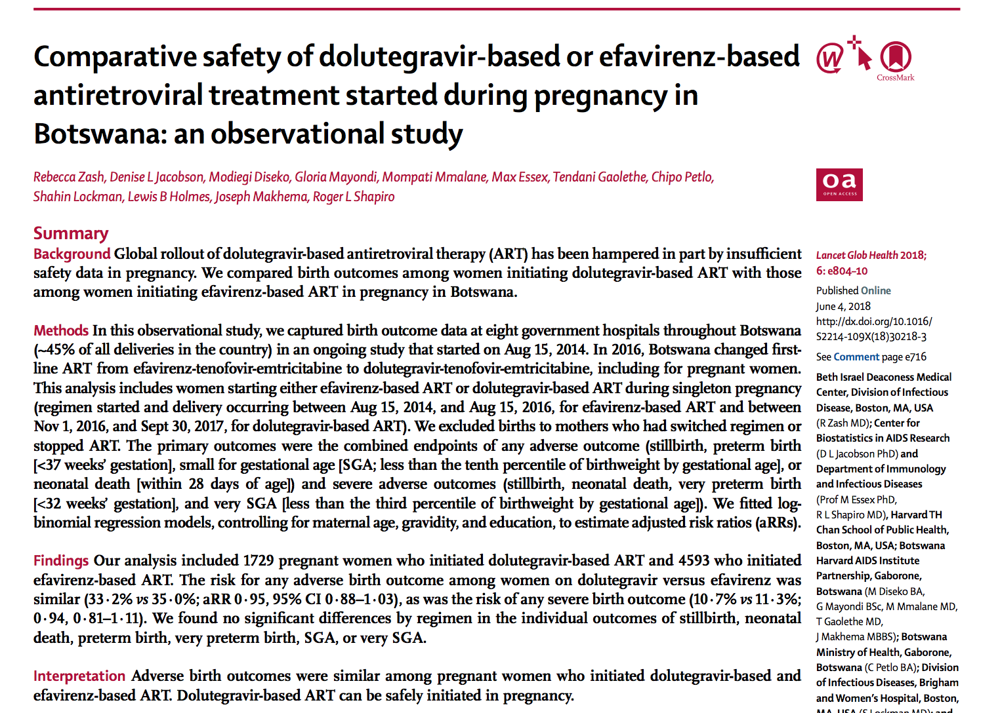 Comparative safety of dolutegravir-based or efavirenz-based
antiretroviral treatment started during pregnancy in
Botswana: an observational study
W
CrossMark
Rebecca Zash, Denise L Jacobson, Modiegi Diseko, Gloria Mayondi, Mompati Mmalane, Max Essex, Tendani Gaolethe, Chipo Petlo,
Shahin Lockman, Lewis B Holmes, Joseph Makhema, Roger L Shapiro
oa
OPEN ACCESS
Summary
Background Global rollout of dolutegravir-based antiretroviral therapy (ART) has been hampered in part by insufficient
safety data in pregnancy. We compared birth outcomes among women initiating dolutegravir-based ART with those
among women initiating efavirenz-based ART in pregnancy in Botswana.
Methods In this observational study, we captured birth outcome data at eight government hospitals throughout Botswana
(~45% of all deliveries in the country) in an ongoing study that started on Aug 15, 2014. In 2016, Botswana changed first-
line ART from efavirenz-tenofovir-emtricitabine to dolutegravir-tenofovir-emtricitabine, including for pregnant women.
This analysis includes women starting either efavirenz-based ART or dolutegravir-based ART during singleton pregnancy
(regimen started and delivery occurring between Aug 15, 2014, and Aug 15, 2016, for efavirenz-based ART and between
Nov 1, 2016, and Sept 30, 2017, for dolutegravir-based ART). We excluded births to mothers who had switched regimen or
stopped ART. The primary outcomes were the combined endpoints of any adverse outcome (stillbirth, preterm birth
[<37 weeks’ gestation], small for gestational age [SGA; less than the tenth percentile of birthweight by gestational age], or
neonatal death [within 28 days of age]) and severe adverse outcomes (stillbirth, neonatal death, very preterm birth
[<32 weeks’ gestation], and very SGA [less than the third percentile of birthweight by gestational age]). We fitted log-
binomial regression models, controlling for maternal age, gravidity, and education, to estimate adjusted risk ratios (aRRs).
Findings Our analysis included 1729 pregnant women who initiated dolutegravir-based ART and 4593 who initiated
efavirenz-based ART. The risk for any adverse birth outcome among women on dolutegravir versus efavirenz was
similar (33·2% vs 35·0%; aRR 0·95, 95% CI 0·88–1·03), as was the risk of any severe birth outcome (10·7% vs 11·3%;
0·94, 0·81–1·11). We found no significant differences by regimen in the individual outcomes of stillbirth, neonatal
death, preterm birth, very preterm birth, SGA, or very SGA.
Interpretation Adverse birth outcomes were similar among pregnant women who initiated dolutegravir-based and
efavirenz-based ART. Dolutegravir-based ART can be safely initiated in pregnancy.
Lancet Glob Health 2018;
6: e804–10
Published Online
June 4, 2018
http://dx.doi.org/10.1016/
S2214-109X(18)30218-3
See Comment page e716
Beth Israel Deaconess Medical
Center, Division of Infectious
Disease, Boston, MA, USA
(R Zash MD); Center for
Biostatistics in AIDS Research
(D L Jacobson PhD) and
Department of Immunology
and Infectious Diseases
(Prof M Essex PhD,
R L Shapiro MD), Harvard TH
Chan School of Public Health,
Boston, MA, USA; Botswana
Harvard AIDS Institute
Partnership, Gaborone,
Botswana (M Diseko BA,
G Mayondi BSc, M Mmalane MD,
T Gaolethe MD,
J Makhema MBBS); Botswana
Ministry of Health, Gaborone,
Botswana (C Petlo BA); Division
of Infectious Diseases, Brigham
and Women’s Hospital, Boston,
MA, USA (S Lockman MD); and